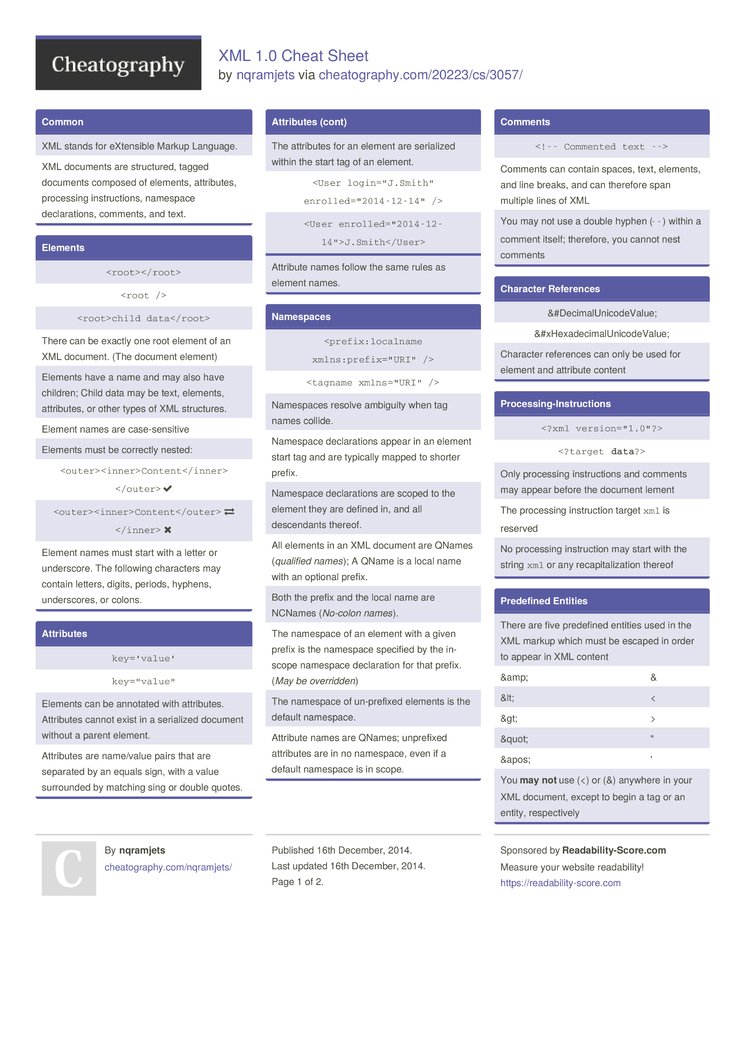 Cheatography
XML 1.0 Cheat Sheet
by nqramjets via cheatography.com/20223/cs/3057/
Common
XML stands for eXtensible Markup Language.
XML documents are structured, tagged
documents composed of elements, attributes,
processing instructions, namespace
declarations, comments, and text.
Elements
<root></root>
<root />
<root>child data</root>
There can be exactly one root element of an
XML document. (The document element)
Elements have a name and may also have
children; Child data may be text, elements,
attributes, or other types of XML structures.
Element names are case-sensitive
Elements must be correctly nested:
<outer><inner>Content</inner>
</outer> ✔
<outer><inner>Content</outer> ⇄
</inner> ✖
Element names must start with a letter or
underscore. The following characters may
contain letters, digits, periods, hyphens,
underscores, or colons.
Attributes
key='value'
key="value"
Elements can be annotated with attributes.
Attributes cannot exist in a serialized document
without a parent element.
Attributes are name/value pairs that are
separated by an equals sign, with a value
surrounded by matching sing or double quotes.
Attributes (cont)
The attributes for an element are serialized
within the start tag of an element.
<User login="J.Smith"
enrolled="2014-12-14" />
<User enrolled="2014-12-
14">J.Smith</User>
Attribute names follow the same rules as
element names.
Namespaces
<prefix:localname
xmlns:prefix="URI" />
<tagname xmlns="URI" />
Namespaces resolve ambiguity when tag
names collide.
Namespace declarations appear in an element
start tag and are typically mapped to shorter
prefix.
Namespace declarations are scoped to the
element they are defined in, and all
descendants thereof.
All elements in an XML document are QNames
(qualified names); A QName is a local name
with an optional prefix.
Both the prefix and the local name are
NCNames (No-colon names).
The namespace of an element with a given
prefix is the namespace specified by the in-
scope namespace declaration for that prefix.
(May be overridden)
The namespace of un-prefixed elements is the
default namespace.
Attribute names are QNames; unprefixed
attributes are in no namespace, even if a
default namespace is in scope.
Comments
<!-- Commented text -->
Comments can contain spaces, text, elements,
and line breaks, and can therefore span
multiple lines of XML
You may not use a double hyphen (--) within a
comment itself; therefore, you cannot nest
comments
Character References
&#DecimalUnicodeValue;
&#xHexadecimalUnicodeValue;
Character references can only be used for
element and attribute content
Processing-Instructions
<?xml version="1.0"?>
<?target data?>
Only processing instructions and comments
may appear before the document lement
The processing instruction target xml is
reserved
No processing instruction may start with the
string xml or any recapitalization thereof
Predefined Entities
There are five predefined entities used in the
XML markup which must be escaped in order
to appear in XML content
&amp; &
&lt; <
&gt; >
&quot; "
&apos; '
You may not use (<) or (&) anywhere in your
XML document, except to begin a tag or an
entity, respectively
C
By nqramjets
cheatography.com/nqramjets/
Published 16th December, 2014.
Last updated 16th December, 2014.
Page 1 of 2.
Sponsored by Readability-Score.com
Measure your website readability!
https://readability-score.com